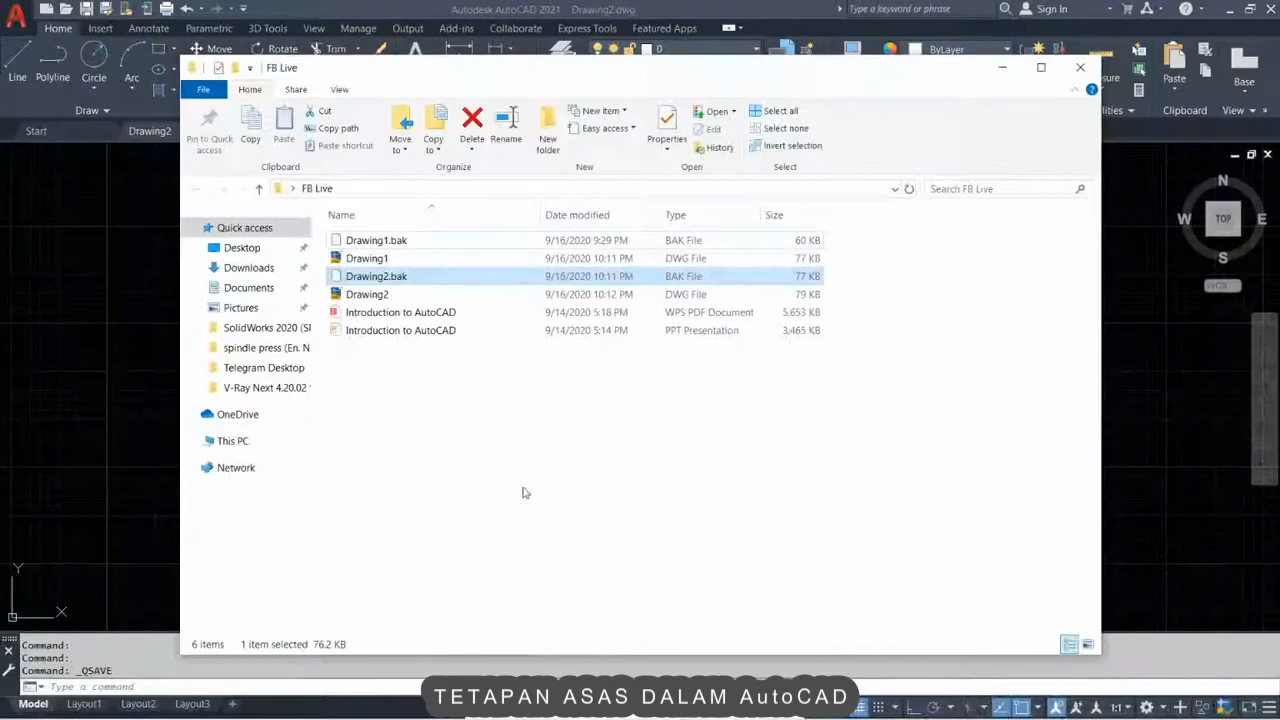 Autodesk AutoCAD 2021 Drawing2.dwg
Type a keyword or phrase
Sign In
Home Insert Annotate Parametric 3D Tools View Manage Output Add-ins Collaborate Express Tools Featured Apps
Line Polyline Circle Arc
Move Rotate Trim
0
ByLayer
Paste
Base
Draw
Clipboard
View
Start Drawing2
FB Live
File Home Share View
Pin to Quick access
Copy
Paste
Cut
Copy path
Paste shortcut
Move to
Copy to
Delete
Rename
New folder
New item
Easy access
Properties
Open
Edit
History
Select all
Select none
Invert selection
Clipboard Organize New Open Select
FB Live
Search FB Live
Name Date modified Type Size
Drawing1.bak 9/16/2020 9:29 PM BAK File 60 KB
Drawing1 9/16/2020 10:11 PM DWG File 77 KB
Drawing2.bak 9/16/2020 10:11 PM BAK File 77 KB
Drawing2 9/16/2020 10:12 PM DWG File 79 KB
Introduction to AutoCAD 9/14/2020 5:18 PM WPS PDF Document 5,653 KB
Introduction to AutoCAD 9/14/2020 5:14 PM PPT Presentation 3,465 KB
Quick access
Desktop
Downloads
Documents
Pictures
SolidWorks 2020 (SI
spindle press (En. N
Telegram Desktop
V-Ray Next 4.20.02
OneDrive
This PC
Network
6 items 1 item selected 76.2 KB
N
W TOP E
S
WCS
Y
X
Command:
Command:
Command: _QSAVE
Type a command
TETAPAN ASAS DALAM AutoCAD
Model Layout1 Layout2 Layout3 +
1:1